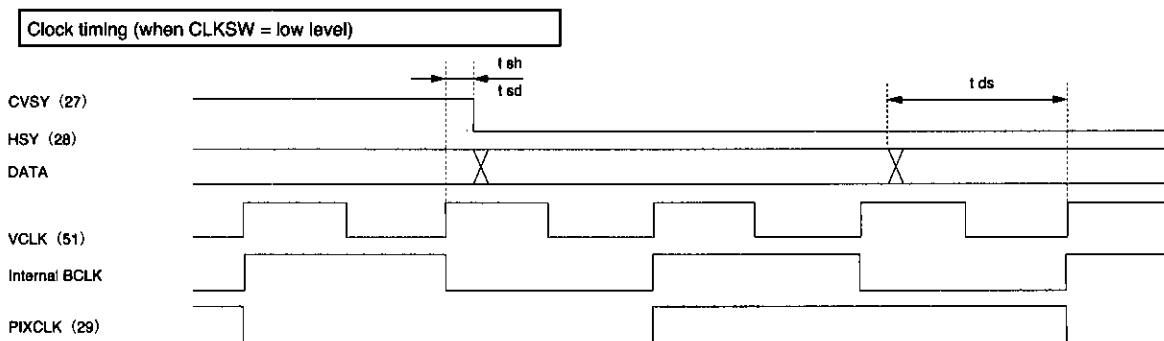 Clock timing (when CLKSW = low level)
t sh
t sd
t ds
CVSY (27)
HSY (28)
DATA
VCLK (51)
Internal BCLK
PIXCLK (29)